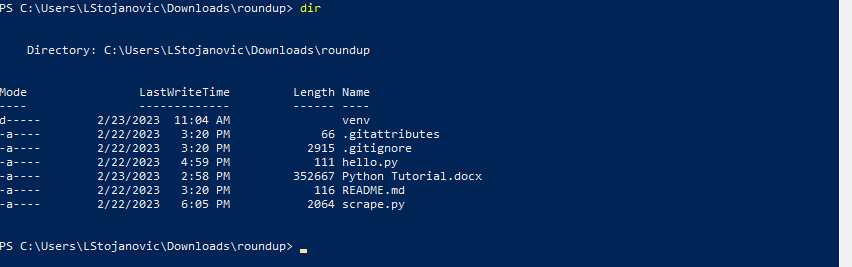 PS C:\Users\LStojanovic\Downloads\roundup> dir
Directory: C:\Users\LStojanovic\Downloads\roundup
Mode LastWriteTime Length Name
---- ------------- ------ ----
d----- 2/23/2023 11:04 AM venv
-a---- 2/22/2023 3:20 PM 66 .gitattributes
-a---- 2/22/2023 3:20 PM 2915 .gitignore
-a---- 2/22/2023 4:59 PM 111 hello.py
-a---- 2/23/2023 2:58 PM 352667 Python Tutorial.docx
-a---- 2/22/2023 3:20 PM 116 README.md
-a---- 2/22/2023 6:05 PM 2064 scrape.py
PS C:\Users\LStojanovic\Downloads\roundup>